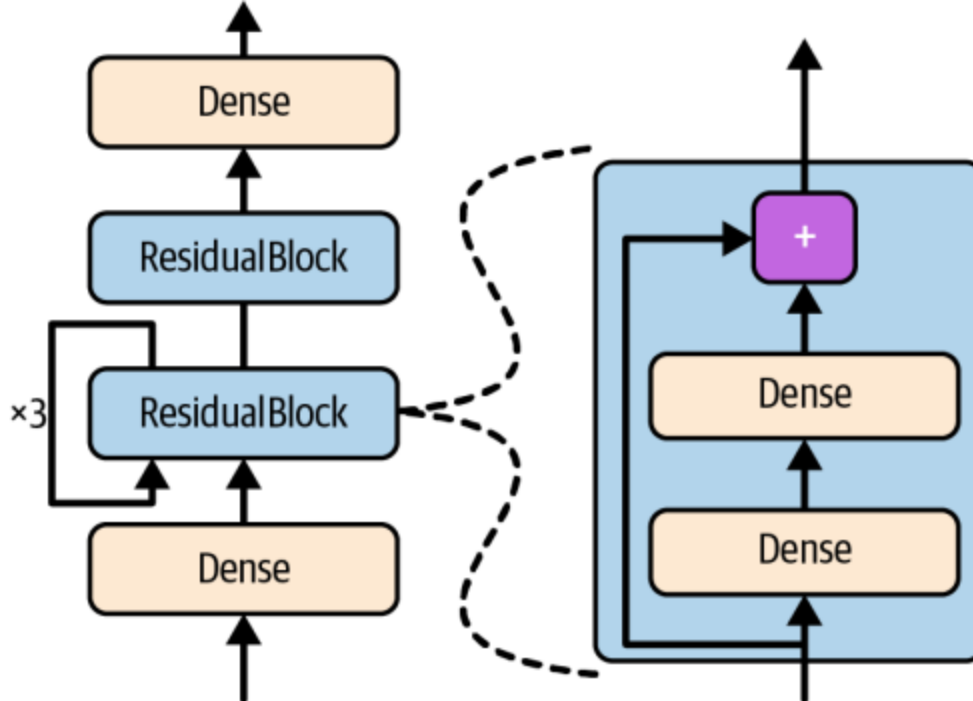 Dense
ResidualBlock
×3
ResidualBlock
Dense
+
Dense
Dense